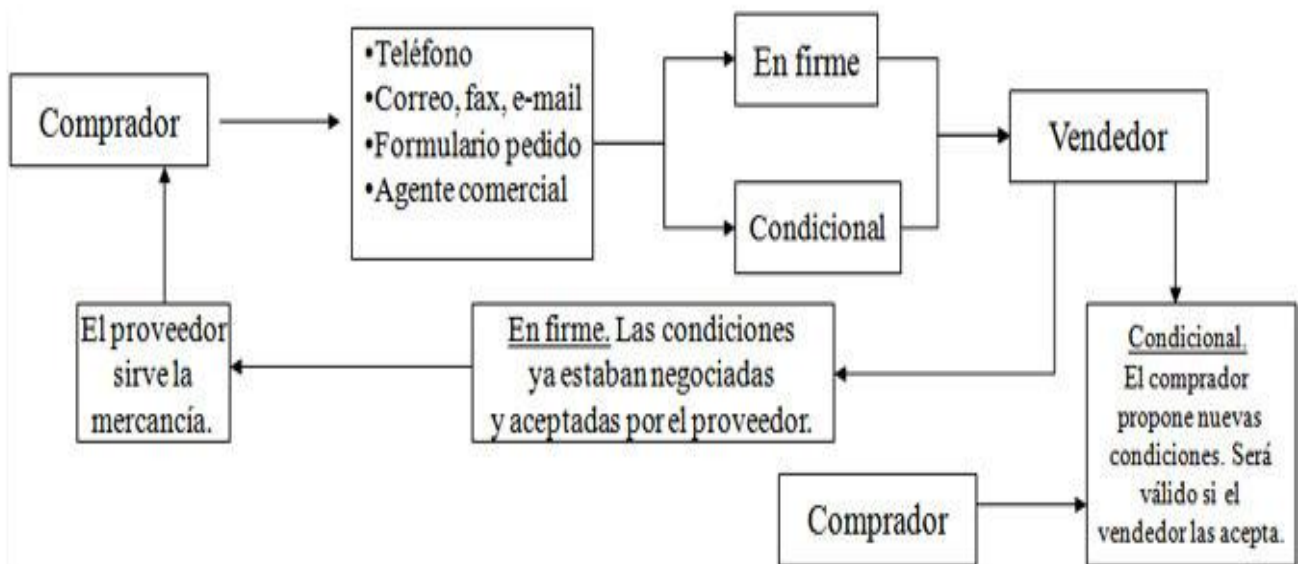 Comprador
•Teléfono
•Correo, fax, e-mail
•Formulario pedido
•Agente comercial
En firme
Condicional
Vendedor
El proveedor
sirve la
mercancía.
En firme. Las condiciones
ya estaban negociadas
y aceptadas por el proveedor.
Condicional.
El comprador
propone nuevas
condiciones. Será
válido si el
vendedor las acepta.
Comprador